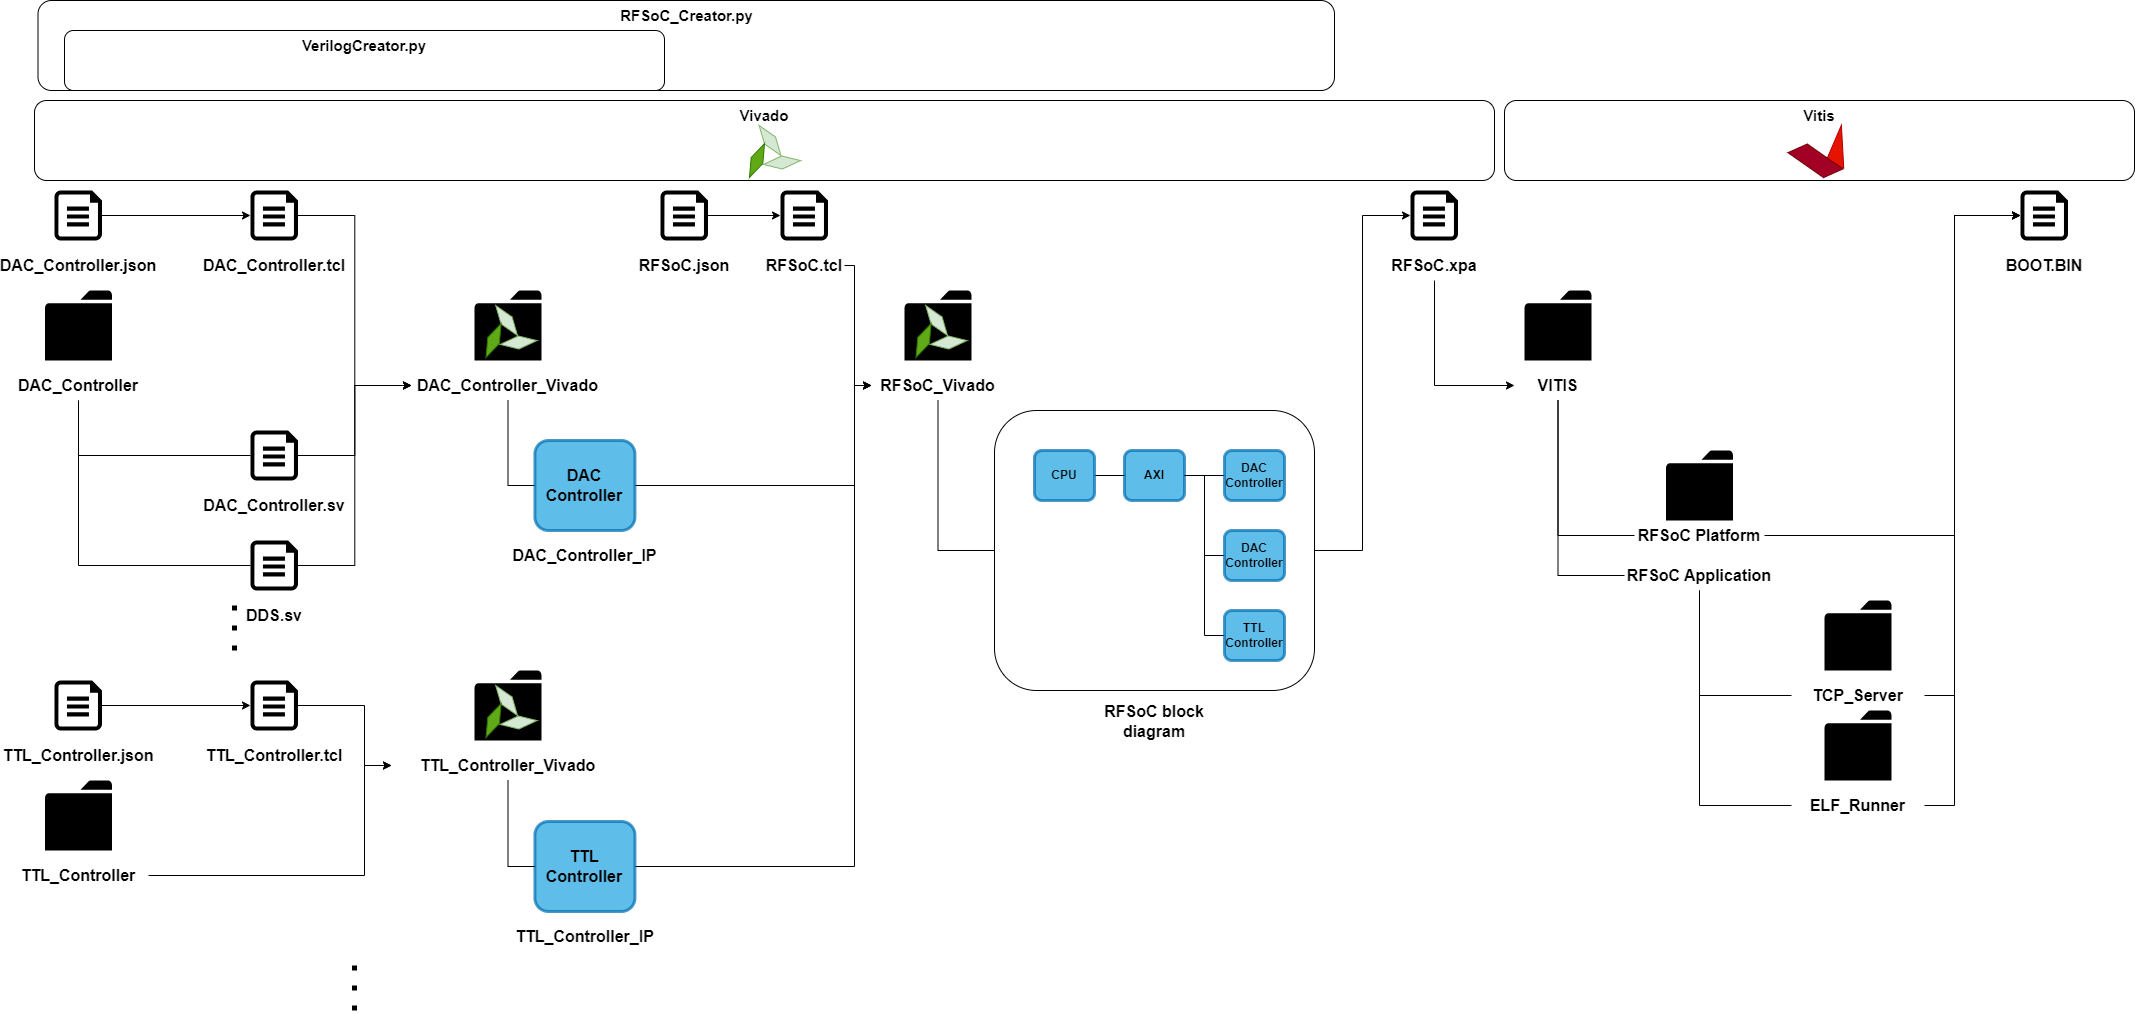 RFSoC_Creator.py
VerilogCreator.py
Vivado
Vitis
DAC_Controller.json
DAC_Controller.tcl
RFSoC.json
RFSoC.tcl
RFSoC.xpa
BOOT.BIN
DAC_Controller
DAC_Controller_Vivado
RFSoC_Vivado
VITIS
DAC_Controller.sv
DAC
Controller
DAC_Controller_IP
DDS.sv
CPU
AXI
DAC
Controller
DAC
Controller
TTL
Controller
RFSoC block
diagram
RFSoC Platform
RFSoC Application
TCP_Server
ELF_Runner
TTL_Controller.json
TTL_Controller.tcl
TTL_Controller_Vivado
TTL_Controller
TTL
Controller
TTL_Controller_IP